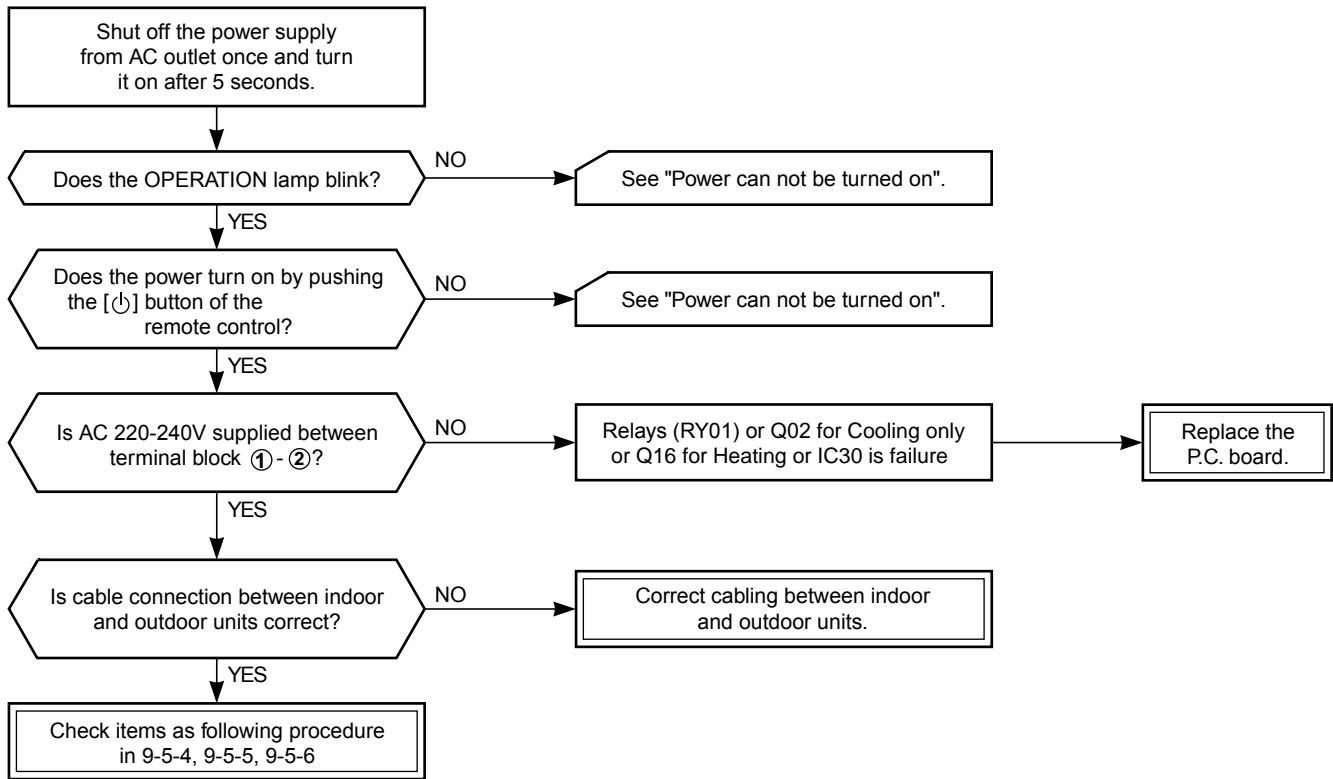 Shut off the power supply
from AC outlet once and turn
it on after 5 seconds.
Does the OPERATION lamp blink?
NO
See "Power can not be turned on".
YES
Does the power turn on by pushing
the [⏻] button of the
remote control?
NO
See "Power can not be turned on".
YES
Is AC 220-240V supplied between
terminal block ① - ②?
NO
Relays (RY01) or Q02 for Cooling only
or Q16 for Heating or IC30 is failure
Replace the
P.C. board.
YES
Is cable connection between indoor
and outdoor units correct?
NO
Correct cabling between indoor
and outdoor units.
YES
Check items as following procedure
in 9-5-4, 9-5-5, 9-5-6